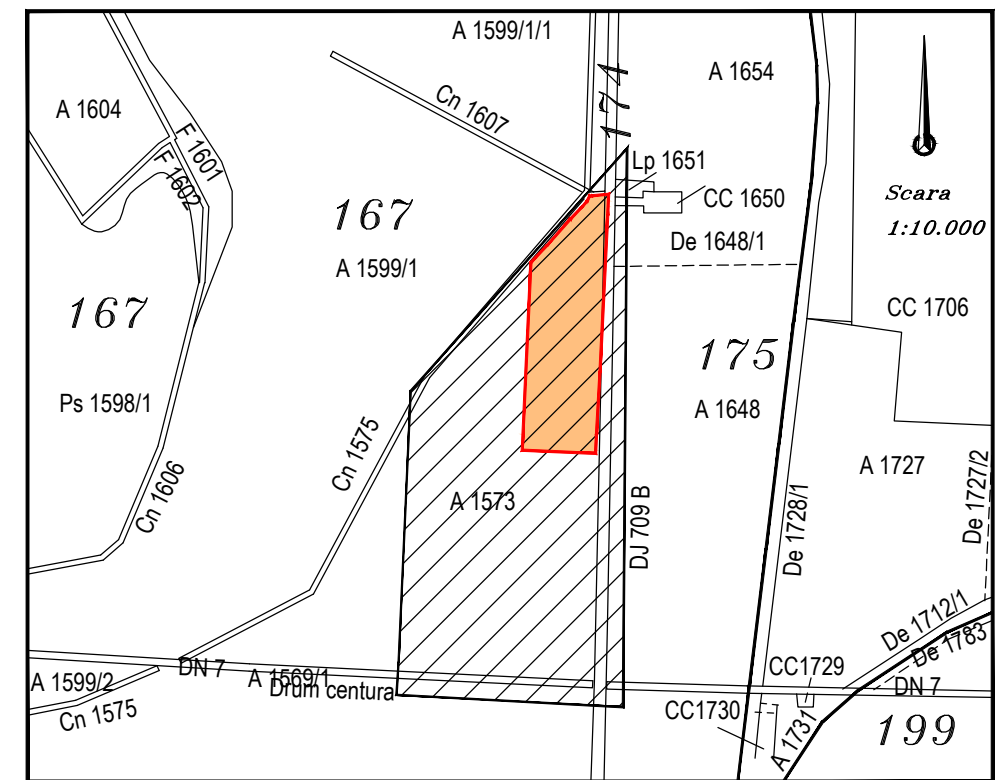 A 1599/1/1
A 1654
A 1604
Cn 1607
171
F 1601
F 1602
Lp 1651
CC 1650
Scara
1:10.000
167
De 1648/1
A 1599/1
167
CC 1706
175
Ps 1598/1
A 1648
Cn 1575
A 1727
Cn 1606
A 1573
DJ 709 B
De 1728/1
De 1727/2
De 1712/1
De 1783
DN 7
A 1569/1
A 1599/2
Drum centura
CC1729
DN 7
Cn 1575
CC1730
A 1731
199